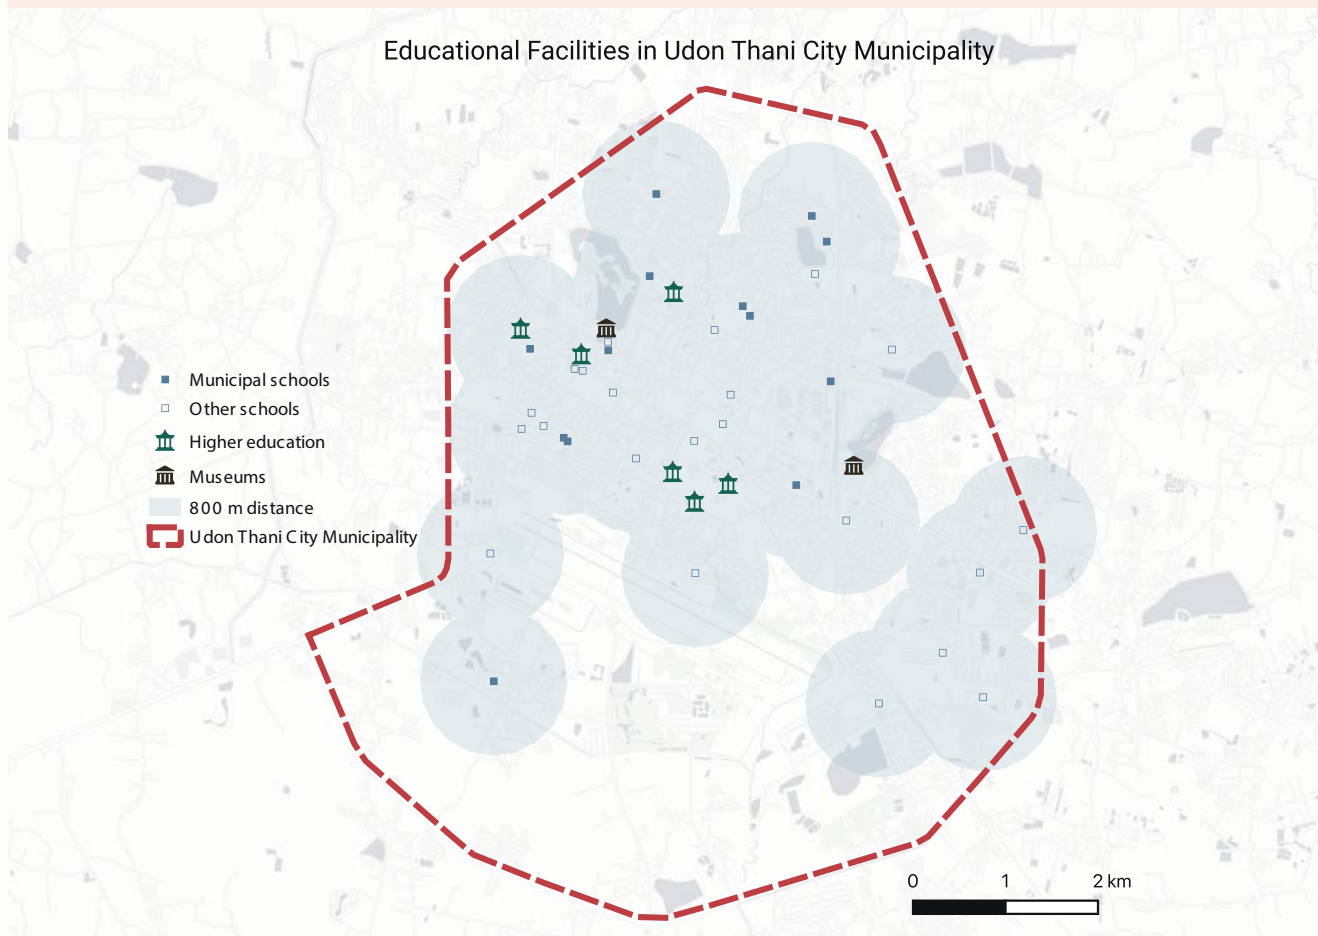 Educational Facilities in Udon Thani City Municipality
Municipal schools
Other schools
Higher education
Museums
800 m distance
Udon Thani City Municipality
0 1 2 km